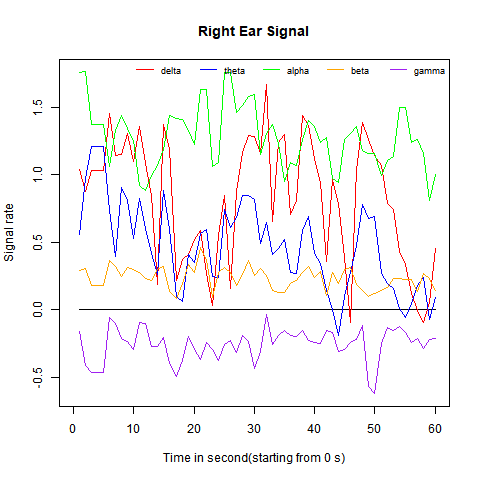 Right Ear Signal
delta theta alpha beta gamma
1.5
1.0
0.5
0.0
-0.5
Signal rate
0 10 20 30 40 50 60
Time in second(starting from 0 s)